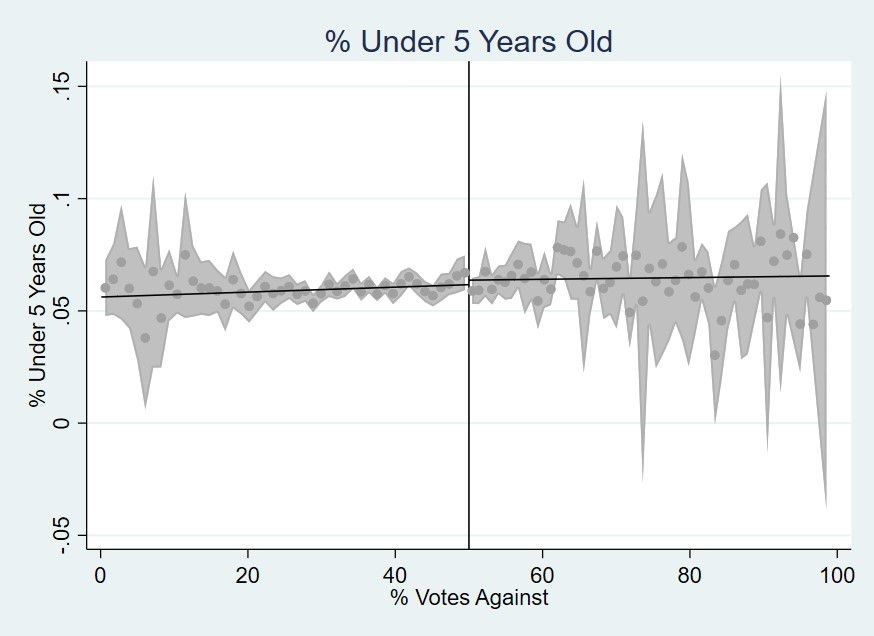 % Under 5 Years Old
% Under 5 Years Old
.15
.1
.05
0
-.05
0 20 40 60 80 100
% Votes Against